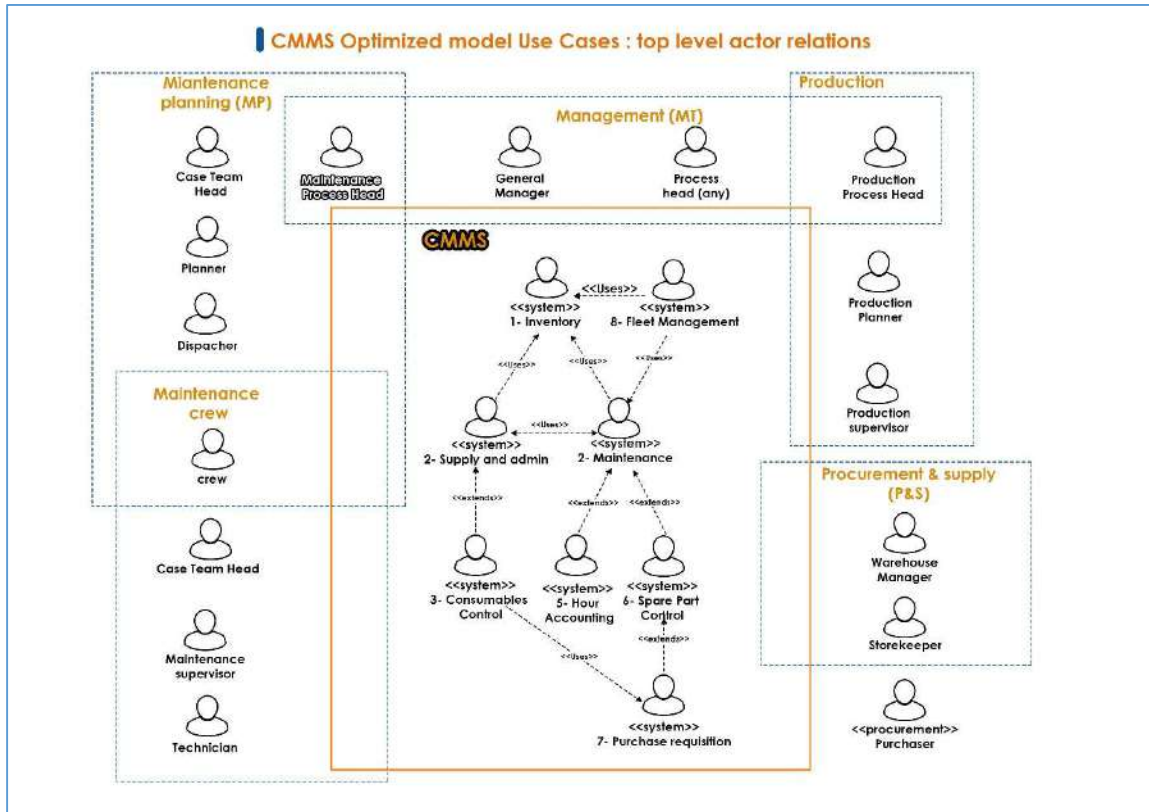 CMMS Optimized model Use Cases : top level actor relations
Miantenance
planning (MP)
Production
Management (MT)
Case Team
Head
Maintenance
Process Head
General
Manager
Process
head (any)
Production
Process Head
CMMS
Planner
<<Uses>>
<<system>>
1- Inventory
<<system>>
8- Fleet Management
Production
Planner
Dispacher
<<Uses>>
<<Uses>>
<<Uses>>
Maintenance
crew
crew
<<Uses>>
<<system>>
2- Supply and admin
<<system>>
2- Maintenance
Production
supervisor
Procurement & supply
(P&S)
<<extends>>
<<extends>>
<<extends>>
Case Team Head
Warehouse
Manager
<<system>>
3- Consumables
Control
<<system>>
5- Hour
Accounting
<<system>>
6- Spare Part
Control
<<extends>>
Storekeeper
Maintenance
supervisor
<<Uses>>
Technician
<<system>>
7- Purchase requisition
<<procurement>>
Purchaser